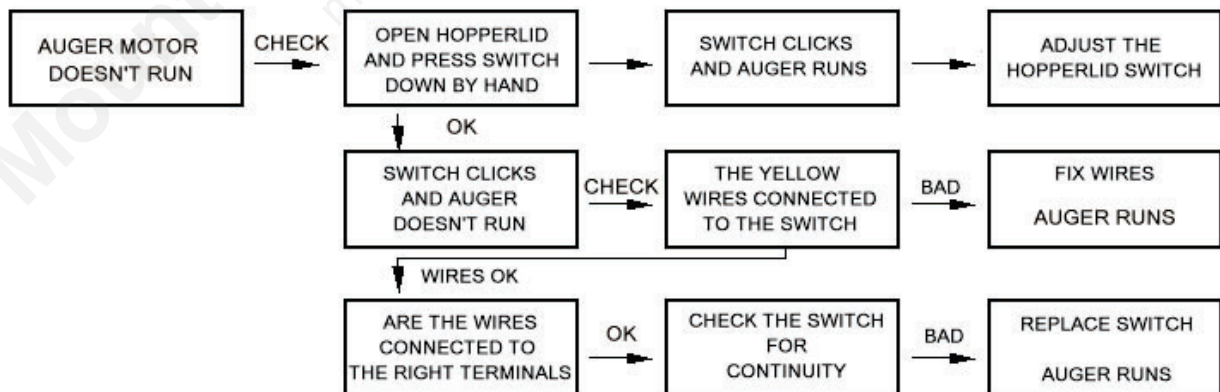 AUGER MOTOR
DOESN'T RUN
CHECK
OPEN HOPPERLID
AND PRESS SWITCH
DOWN BY HAND
SWITCH CLICKS
AND AUGER RUNS
ADJUST THE
HOPPERLID SWITCH
OK
SWITCH CLICKS
AND AUGER
DOESN'T RUN
CHECK
THE YELLOW
WIRES CONNECTED
TO THE SWITCH
BAD
FIX WIRES
AUGER RUNS
WIRES OK
ARE THE WIRES
CONNECTED TO
THE RIGHT TERMINALS
OK
CHECK THE SWITCH
FOR
CONTINUITY
BAD
REPLACE SWITCH
AUGER RUNS